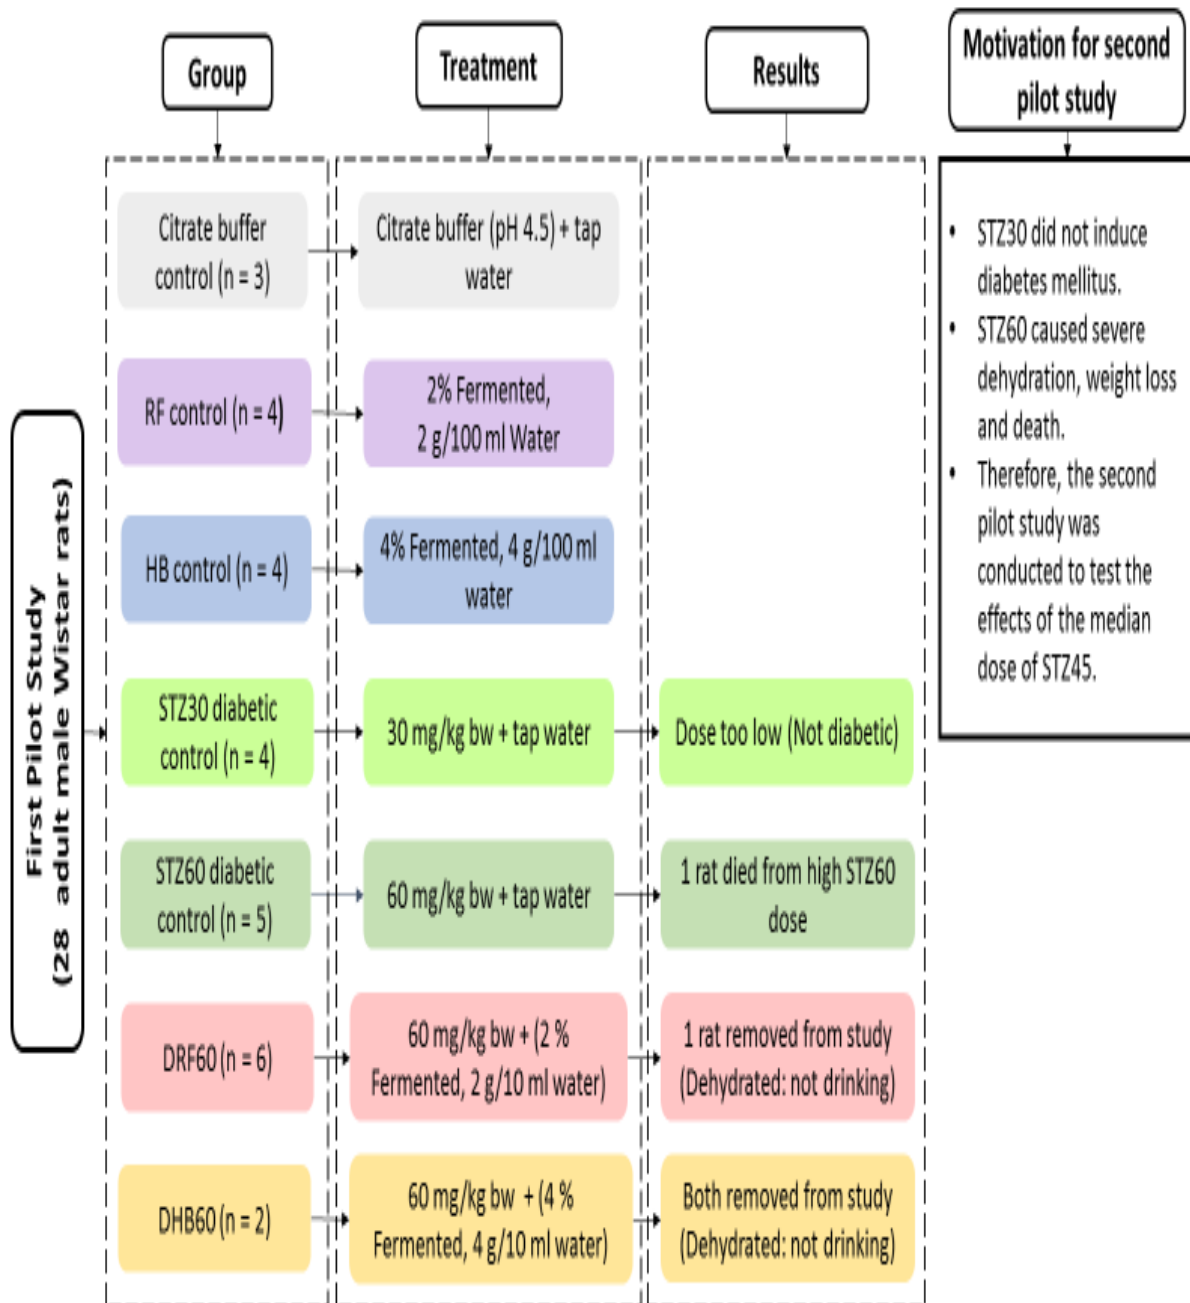 Group
Treatment
Results
Motivation for second
pilot study
First Pilot Study
(28 adult male Wistar rats)
Citrate buffer
control (n = 3)
Citrate buffer (pH 4.5) + tap
water
RF control (n = 4)
2% Fermented,
2 g/100 ml Water
HB control (n = 4)
4% Fermented, 4 g/100 ml
water
STZ30 diabetic
control (n = 4)
30 mg/kg bw + tap water
Dose too low (Not diabetic)
STZ60 diabetic
control (n = 5)
60 mg/kg bw + tap water
1 rat died from high STZ60
dose
DRF60 (n = 6)
60 mg/kg bw + (2 %
Fermented, 2 g/10 ml water)
1 rat removed from study
(Dehydrated: not drinking)
DHB60 (n = 2)
60 mg/kg bw + (4 %
Fermented, 4 g/10 ml water)
Both removed from study
(Dehydrated: not drinking)
• STZ30 did not induce
diabetes mellitus.
• STZ60 caused severe
dehydration, weight loss
and death.
• Therefore, the second
pilot study was
conducted to test the
effects of the median
dose of STZ45.